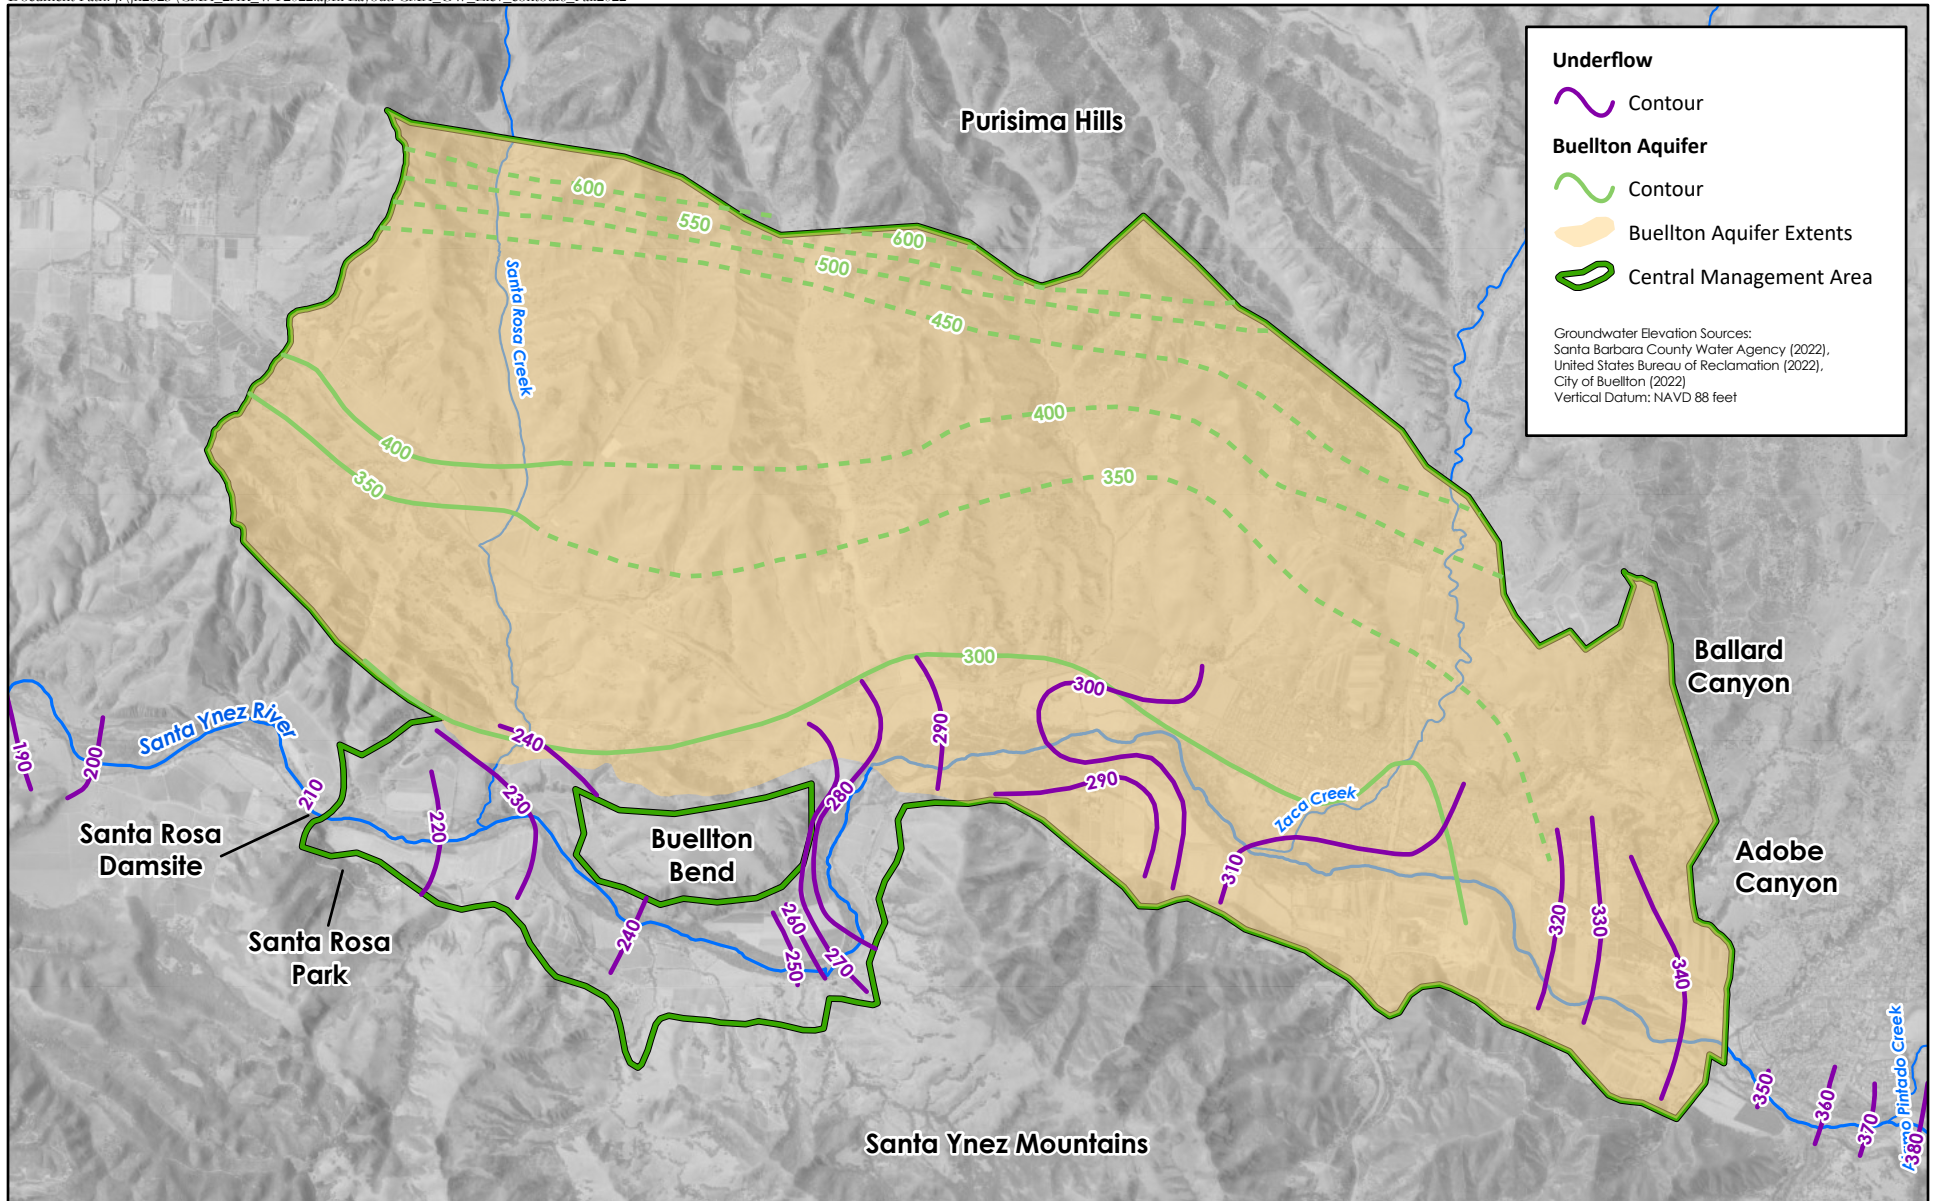 Purisima Hills
Underflow
Contour
Buellton Aquifer
Contour
Buellton Aquifer Extents
Central Management Area
Groundwater Elevation Sources:
Santa Barbara County Water Agency (2022),
United States Bureau of Reclamation (2022),
City of Buellton (2022)
Vertical Datum: NAVD 88 feet
600
550
600
500
450
Santa Rosa Creek
400
400
350
350
300
300
Ballard
Canyon
Santa Ynez River
190
200
210
220
230
240
280
290
290
Zaca Creek
Santa Rosa
Damsite
Buellton
Bend
310
Adobe
Canyon
Santa Rosa
Park
240
260
250
270
320
330
340
350
360
370
380
Pintado Creek
Santa Ynez Mountains